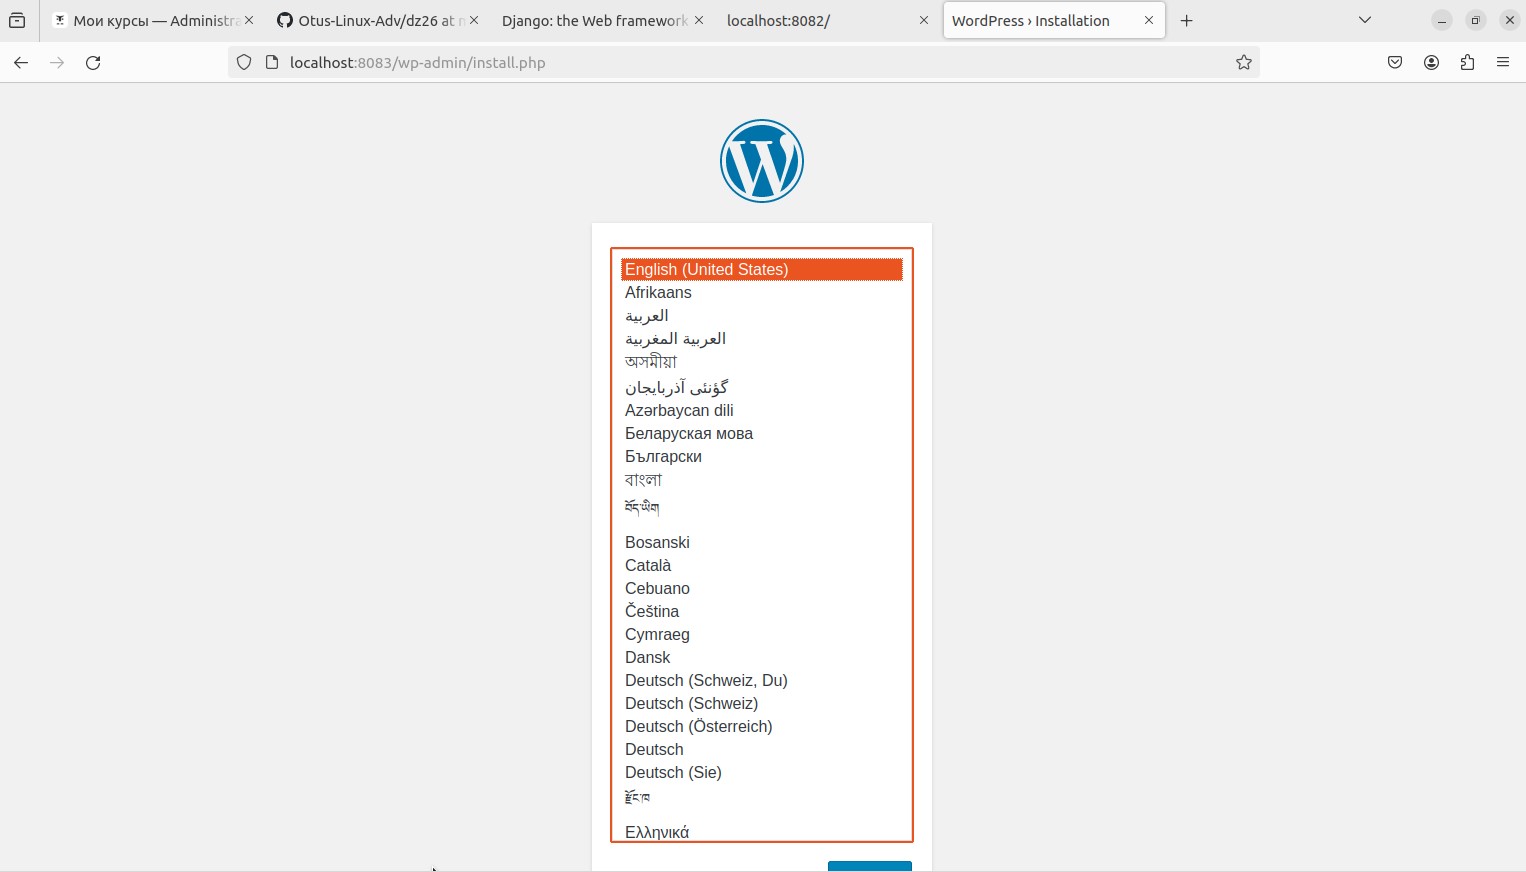 Мои курсы — Administra
Otus-Linux-Adv/dz26 at m
Django: the Web framework
localhost:8082/
WordPress › Installation
localhost:8083/wp-admin/install.php
English (United States)
Afrikaans
العربية
العربية المغربية
অসমীয়া
گؤنئی آذربایجان
Azərbaycan dili
Беларуская мова
Български
বাংলা
བོད་ཡིག
Bosanski
Català
Cebuano
Čeština
Cymraeg
Dansk
Deutsch (Schweiz, Du)
Deutsch (Schweiz)
Deutsch (Österreich)
Deutsch
Deutsch (Sie)
རྫོང་ཁ
Ελληνικά